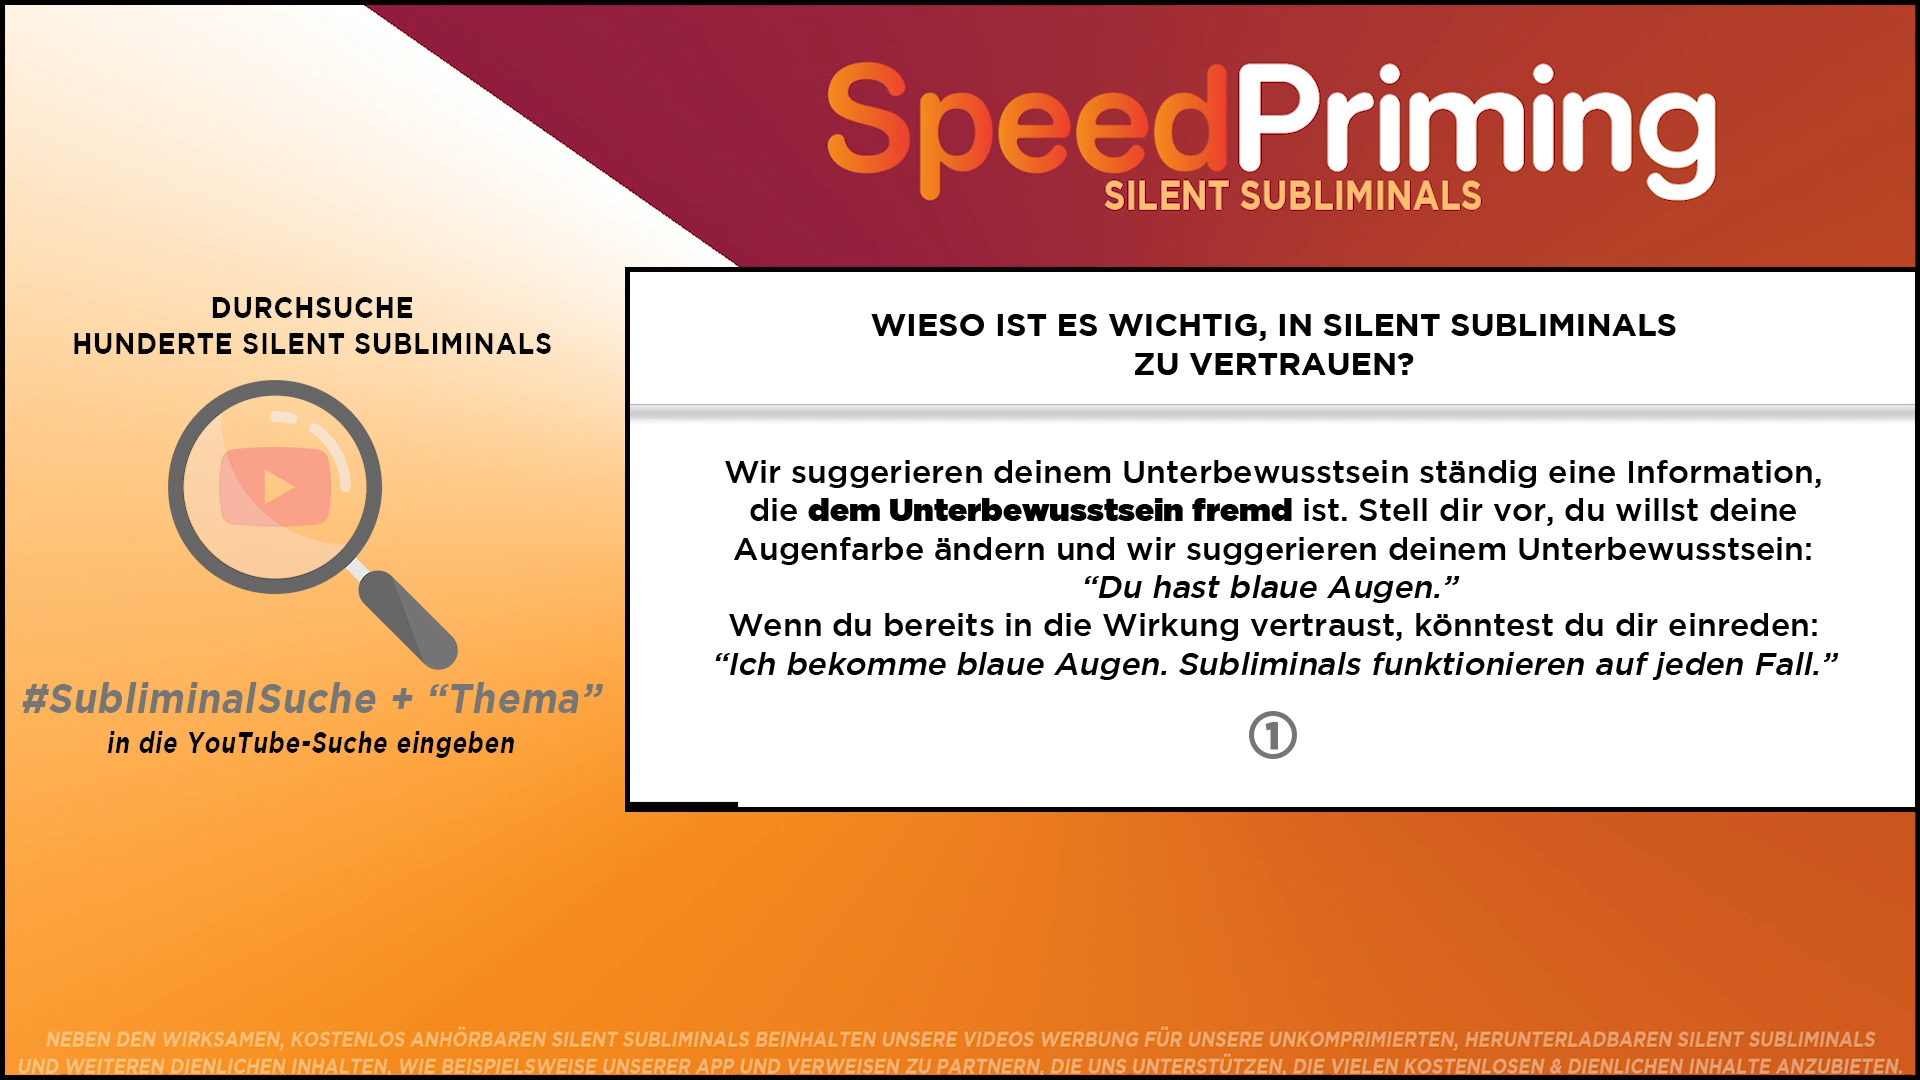 SpeedPriming
SILENT SUBLIMINALS
DURCHSUCHE
HUNDERTE SILENT SUBLIMINALS
#SubliminalSuche + “Thema”
in die YouTube-Suche eingeben
WIESO IST ES WICHTIG, IN SILENT SUBLIMINALS
ZU VERTRAUEN?
Wir suggerieren deinem Unterbewusstsein ständig eine Information,
die dem Unterbewusstsein fremd ist. Stell dir vor, du willst deine
Augenfarbe ändern und wir suggerieren deinem Unterbewusstsein:
“Du hast blaue Augen.”
Wenn du bereits in die Wirkung vertraust, könntest du dir einreden:
“Ich bekomme blaue Augen. Subliminals funktionieren auf jeden Fall.”
1
NEBEN DEN WIRKSAMEN, KOSTENLOS ANHÖRBAREN SILENT SUBLIMINALS BEINHALTEN UNSERE VIDEOS WERBUNG FÜR UNSERE UNKOMPRIMIERTEN, HERUNTERLADBAREN SILENT SUBLIMINALS
UND WEITEREN DIENLICHEN INHALTEN, WIE BEISPIELSWEISE UNSERER APP UND VERWEISEN ZU PARTNERN, DIE UNS UNTERSTÜTZEN, DIE VIELEN KOSTENLOSEN & DIENLICHEN INHALTE ANZUBIETEN.